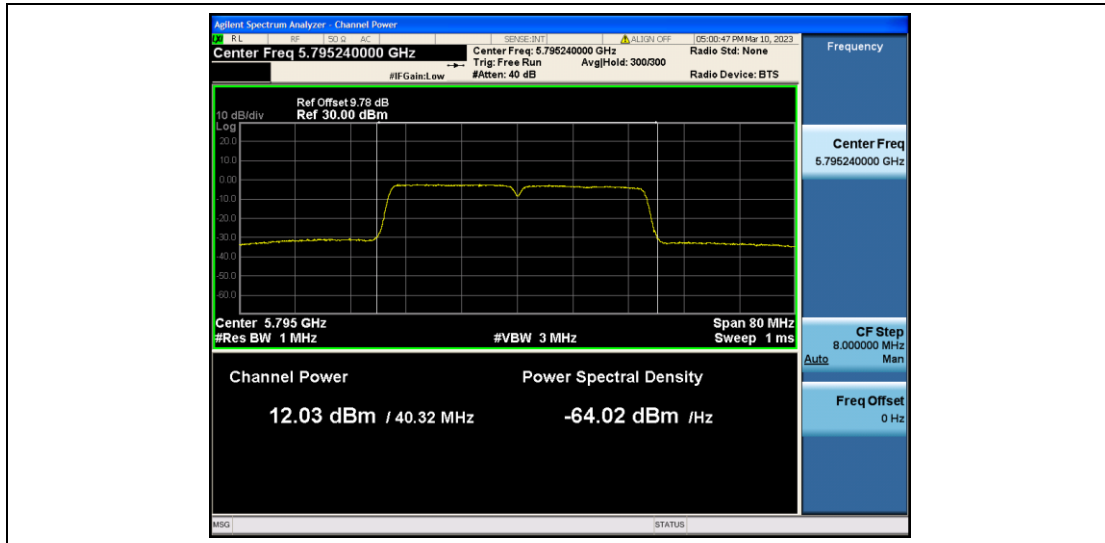 Agilent Spectrum Analyzer - Channel Power
RL RF 50 Ω AC SENSE:INT ALIGN OFF 05:00:47 PM Mar 10, 2023
Center Freq 5.795240000 GHz
Center Freq: 5.795240000 GHz
Radio Std: None
Trig: Free Run Avg|Hold: 300/300
#IFGain:Low #Atten: 40 dB Radio Device: BTS
Frequency
Ref Offset 9.78 dB
10 dB/div Ref 30.00 dBm
Log
20.0
10.0
0.00
-10.0
-20.0
-30.0
-40.0
-50.0
-60.0
Center 5.795 GHz Span 80 MHz
#Res BW 1 MHz #VBW 3 MHz Sweep 1 ms
Channel Power Power Spectral Density
12.03 dBm / 40.32 MHz -64.02 dBm /Hz
Center Freq
5.795240000 GHz
CF Step
8.000000 MHz
Auto Man
Freq Offset
0 Hz
MSG STATUS